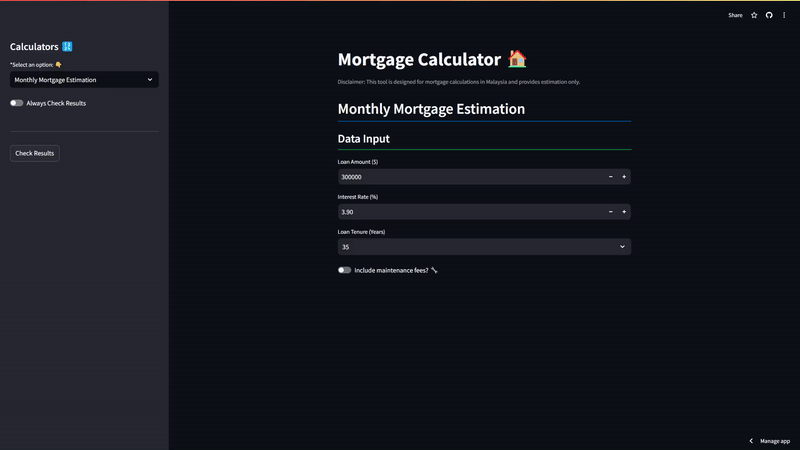 Share
Calculators 🔢
*Select an option: 👇
Monthly Mortgage Estimation
Always Check Results
Check Results
Mortgage Calculator 🏠
Disclaimer: This tool is designed for mortgage calculations in Malaysia and provides estimation only.
Monthly Mortgage Estimation
Data Input
Loan Amount ($)
300000
Interest Rate (%)
3.90
Loan Tenure (Years)
35
Include maintenance fees? 🔧
Manage app